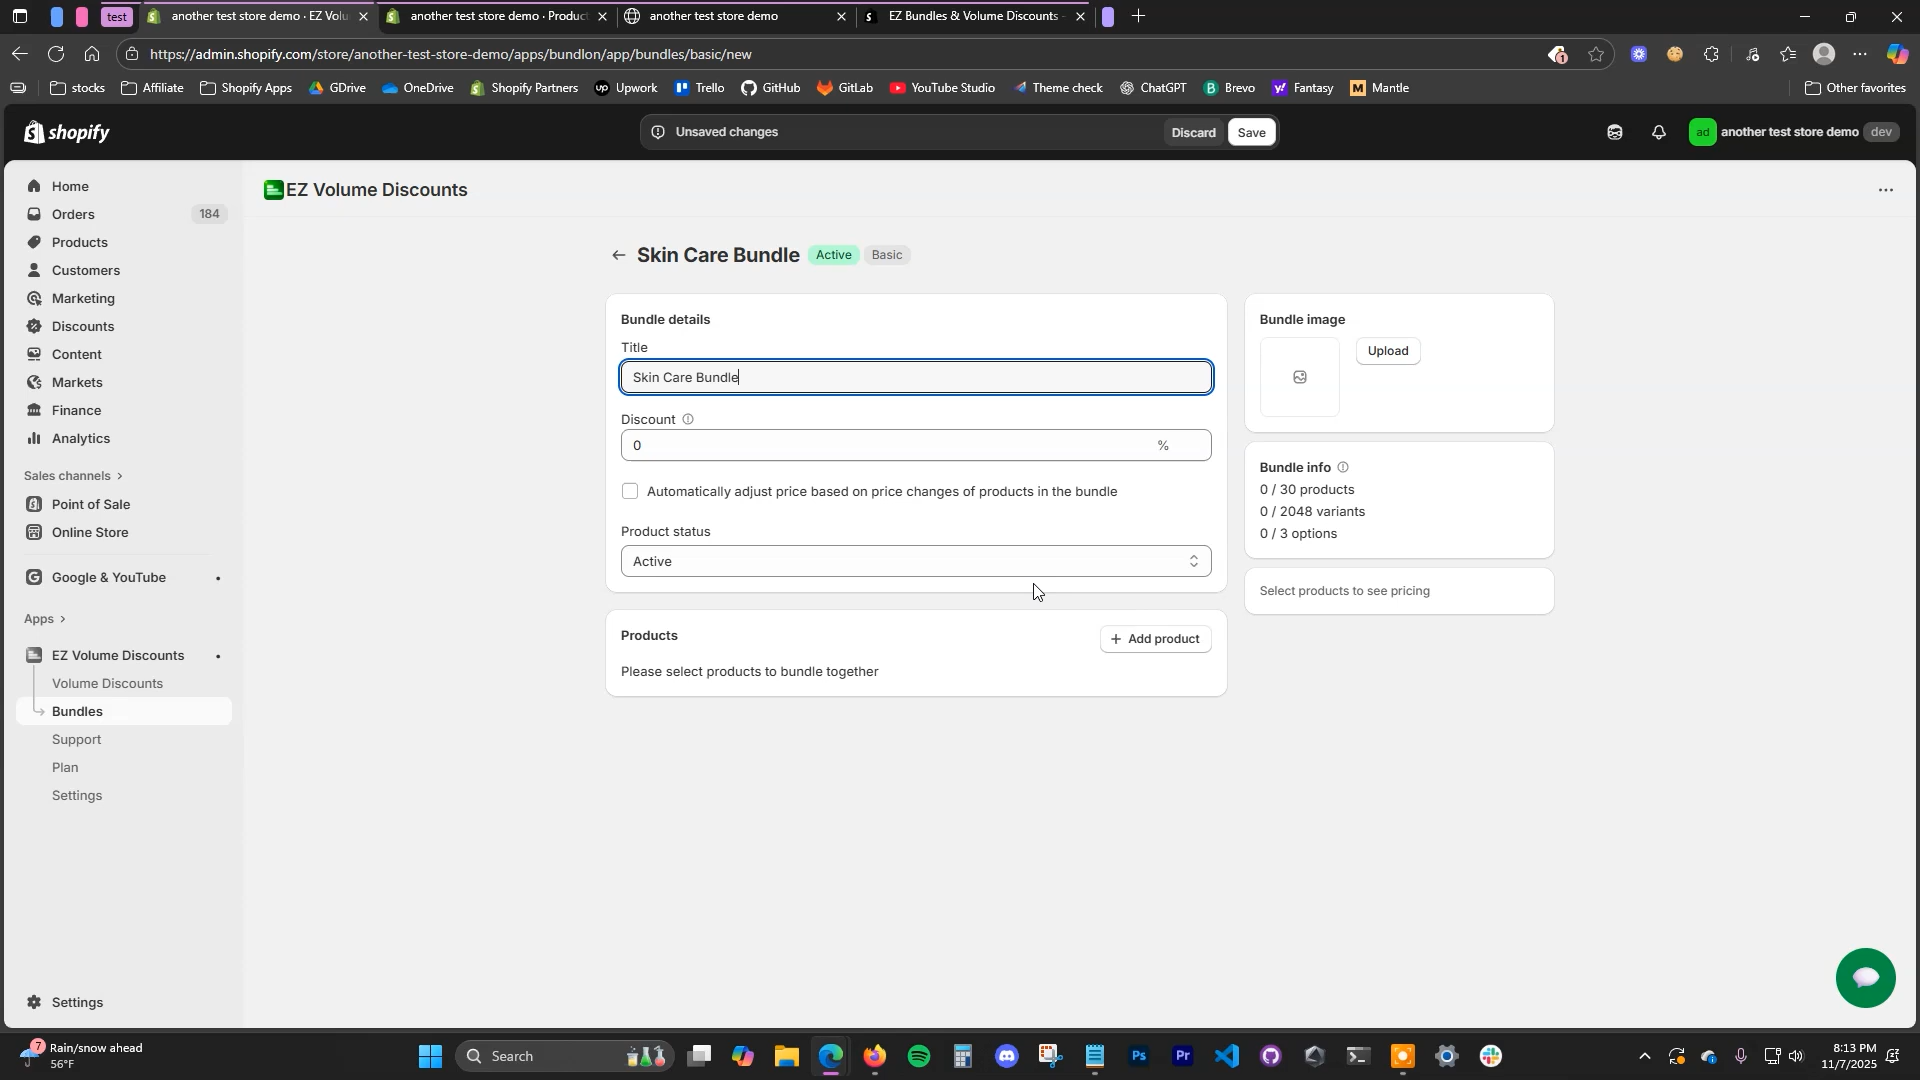 test
another test store demo · EZ Volu
another test store demo · Produc
another test store demo
EZ Bundles & Volume Discounts -
https://admin.shopify.com/store/another-test-store-demo/apps/bundlon/app/bundles/basic/new
1
stocks
Affiliate
Shopify Apps
GDrive
OneDrive
Shopify Partners
up Upwork
Trello
GitHub
GitLab
YouTube Studio
Theme check
ChatGPT
B Brevo
Fantasy
M Mantle
Other favorites
shopify
Unsaved changes
Discard
Save
ad
another test store demo
dev
Home
Orders
184
Products
Customers
Marketing
Discounts
Content
Markets
Finance
Analytics
Sales channels
Point of Sale
Online Store
Google & YouTube
Apps
EZ Volume Discounts
Volume Discounts
Bundles
Support
Plan
Settings
Settings
EZ Volume Discounts
Skin Care Bundle
Active
Basic
Bundle details
Title
Skin Care Bundle
Discount
0
%
Automatically adjust price based on price changes of products in the bundle
Product status
Active
Products
Add product
Please select products to bundle together
Bundle image
Upload
Bundle info
0 / 30 products
0 / 2048 variants
0 / 3 options
Select products to see pricing
7
Rain/snow ahead
56°F
Search
Ps
Pr
8:13 PM
11/7/2025